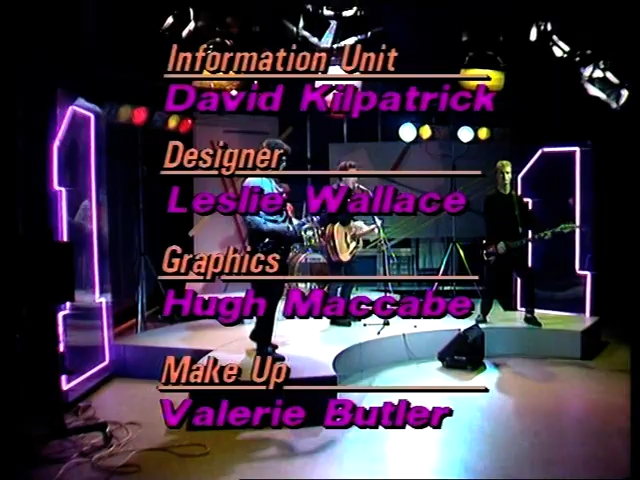 Information Unit
David Kilpatrick
Designer
Leslie Wallace
Graphics
Hugh Maccabe
Make Up
Valerie Butler